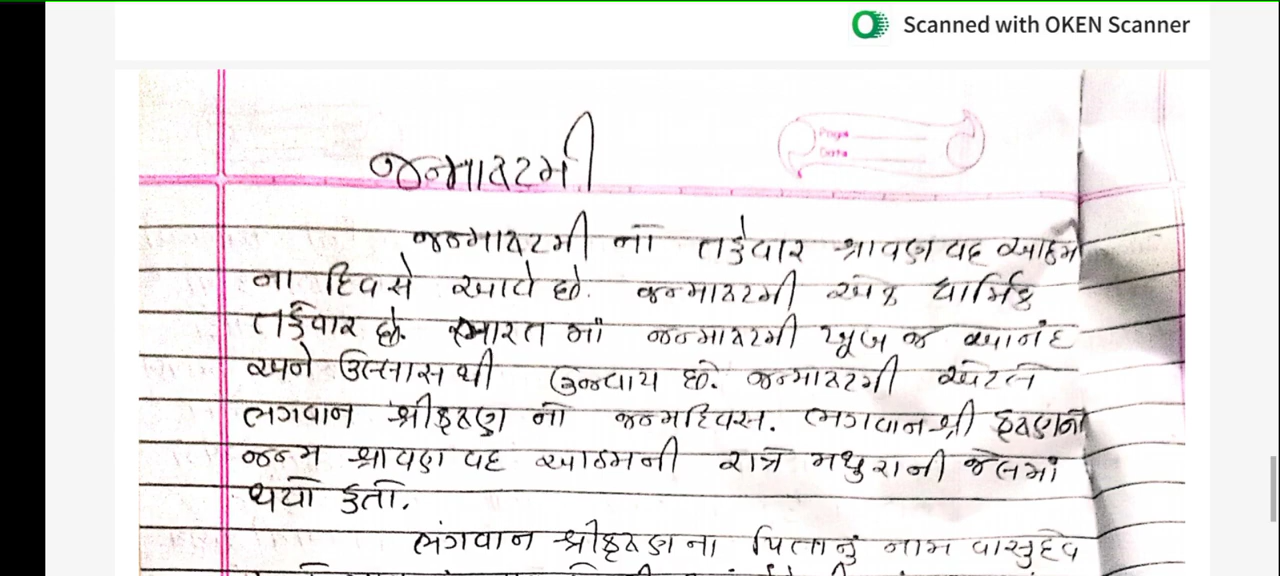 Scanned with OKEN Scanner
Page
Date
જન્માષ્ટમી
જન્માષ્ટમી નો તહેવાર શ્રાવણ વદ આઠમ
ના દિવસે આવે છે. જન્માષ્ટમી એક ધાર્મિક
તહેવાર છે. ભારત માં જન્માષ્ટમી ખૂબ જ આનંદ
અને ઉલ્લાસ થી ઉજવાય છે. જન્માષ્ટમી એટલે
ભગવાન શ્રીકૃષ્ણ નો જન્મદિવસ. ભગવાન શ્રી કૃષ્ણનો
જન્મ શ્રાવણ વદ આઠમની રાત્રે મથુરાની જેલમાં
થયો હતો.
ભગવાન શ્રીકૃષ્ણ ના પિતાનું નામ વાસુદેવ